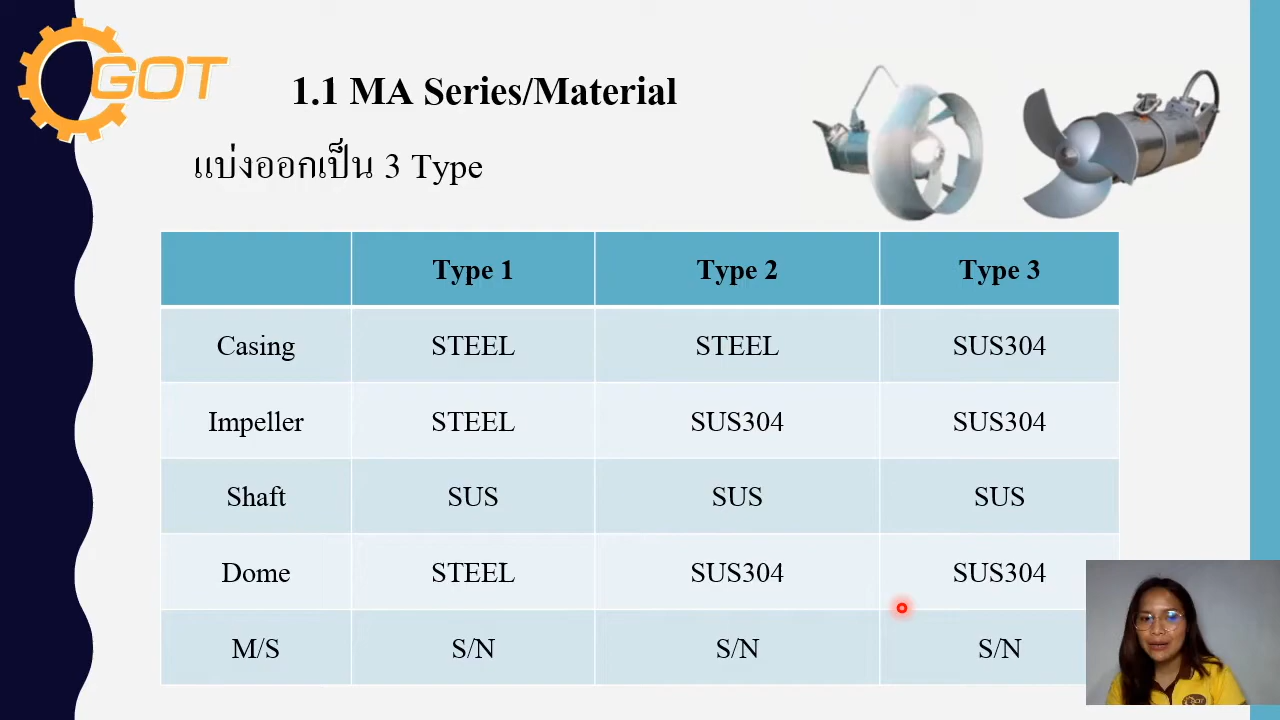 GOT
1.1 MA Series/Material
แบ่งออกเป็น 3 Type
Type 1 Type 2 Type 3
Casing STEEL STEEL SUS304
Impeller STEEL SUS304 SUS304
Shaft SUS SUS SUS
Dome STEEL SUS304 SUS304
M/S S/N S/N S/N